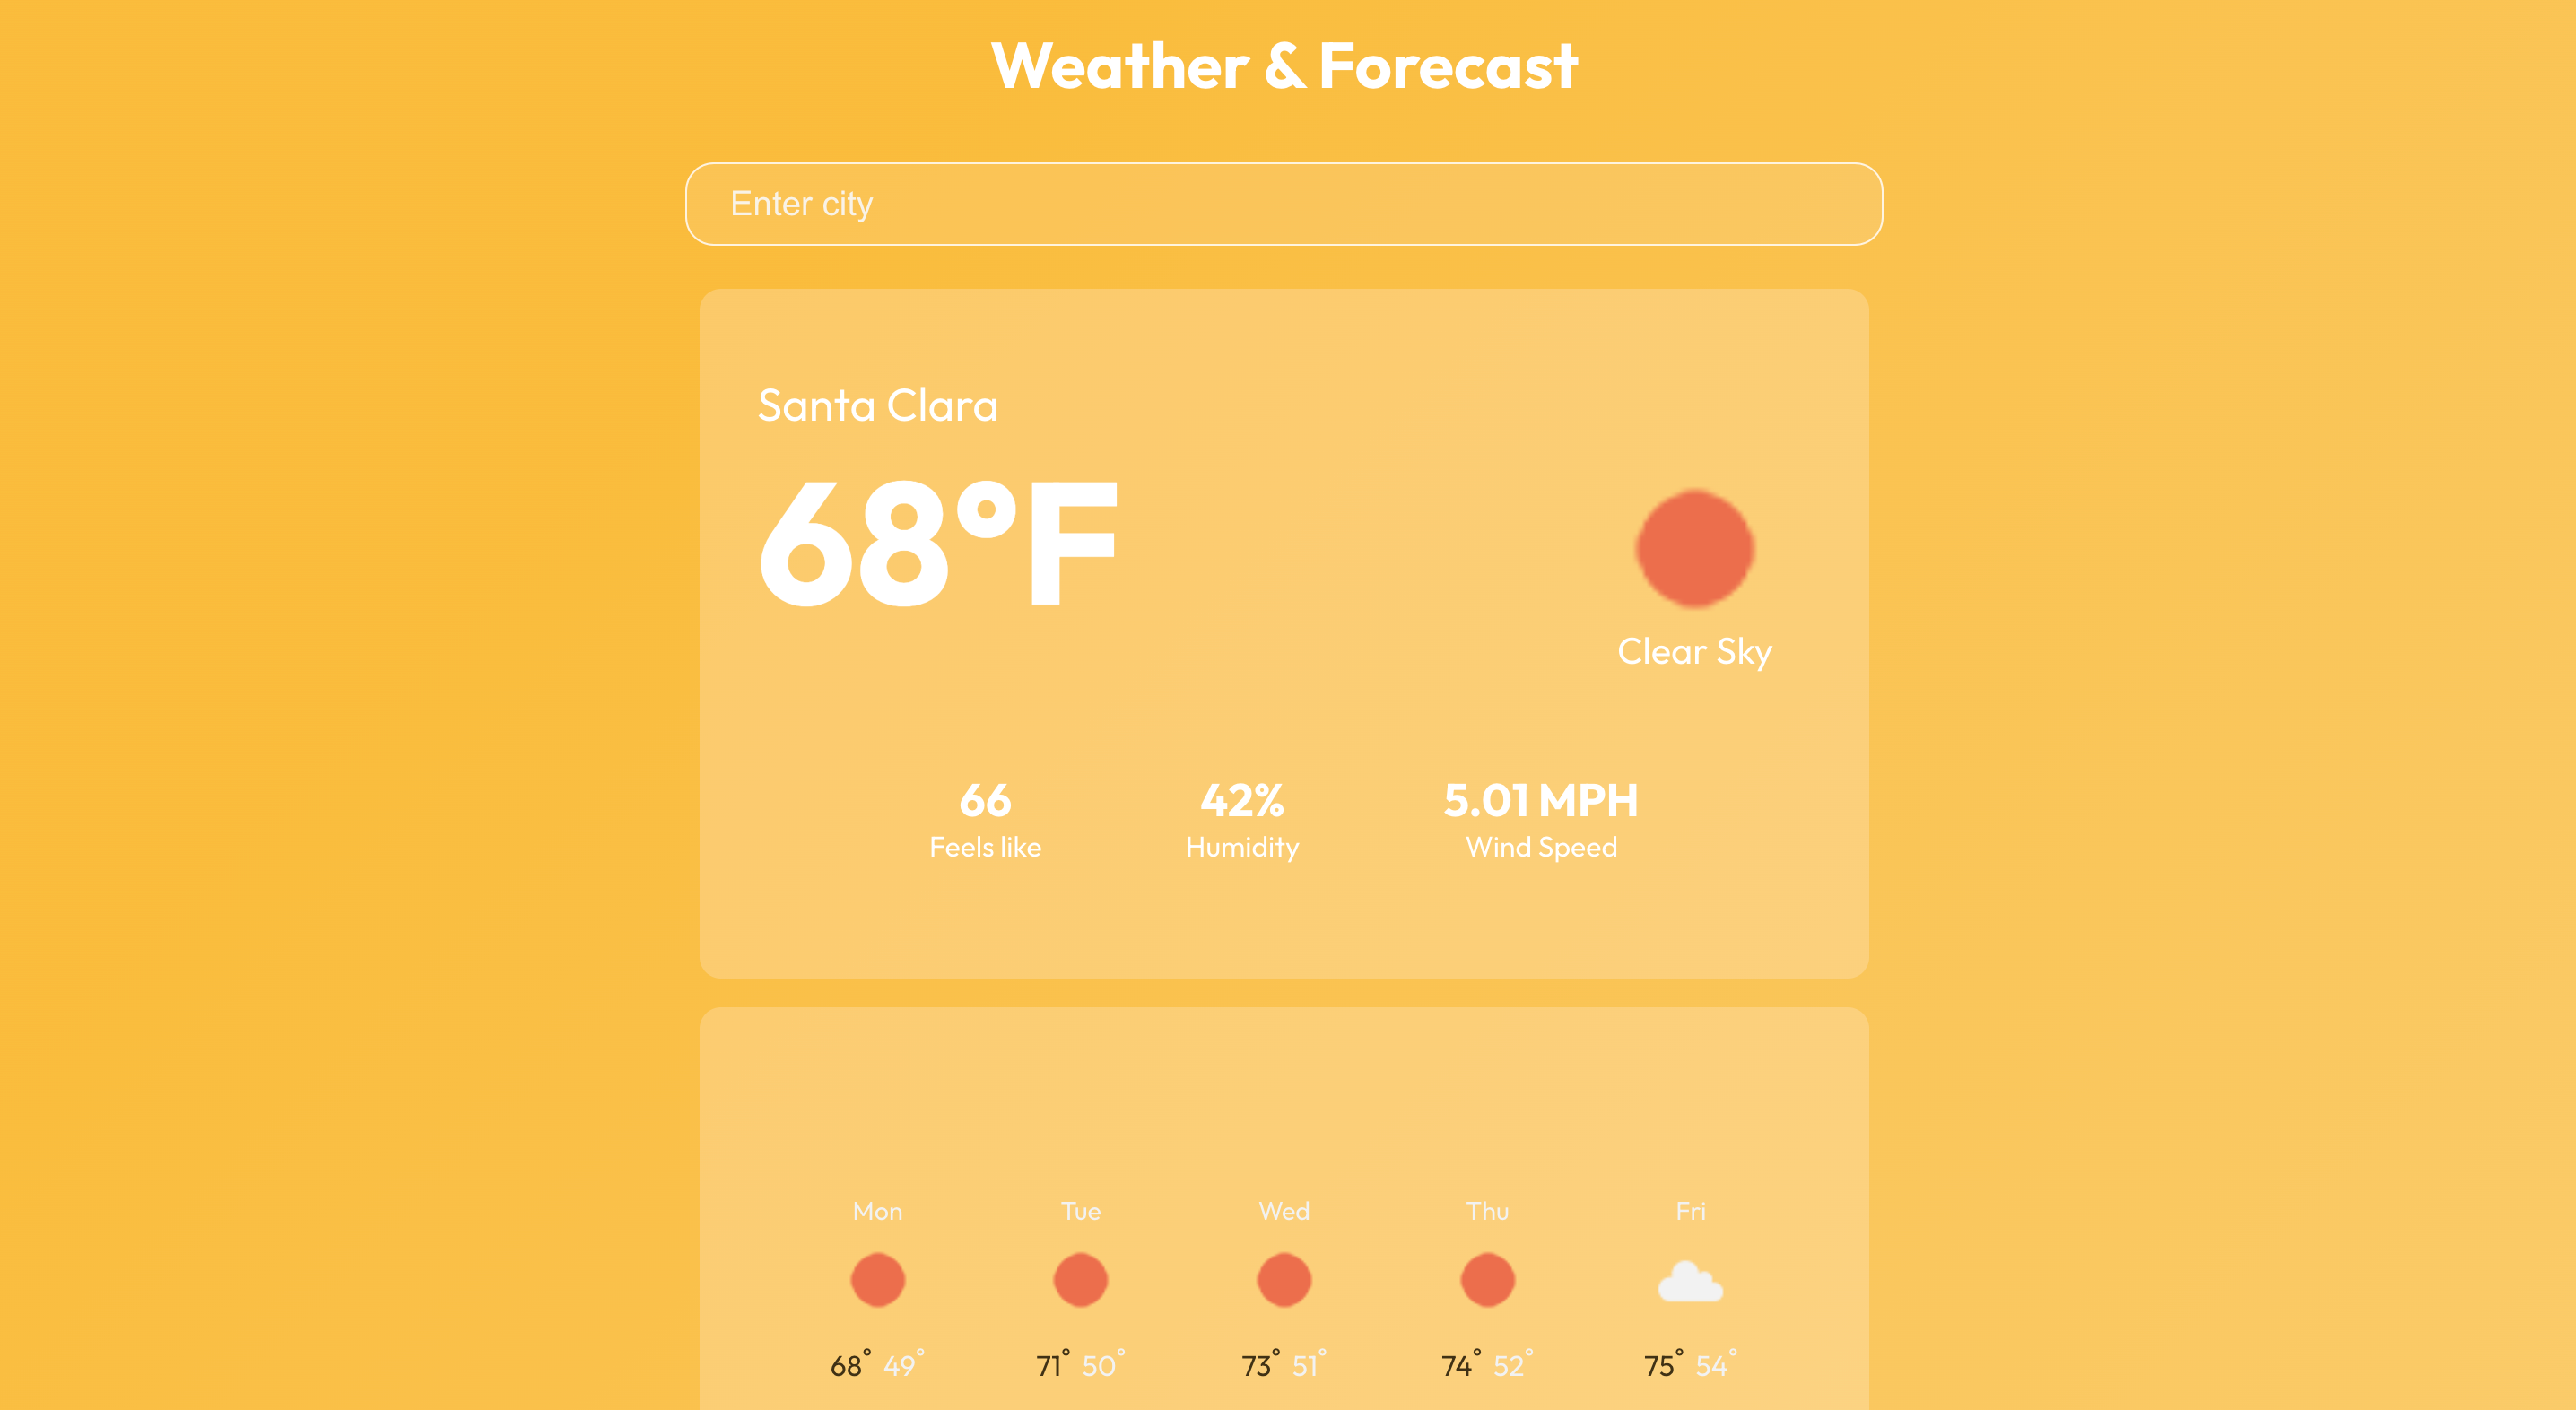 Weather & Forecast
Enter city
Santa Clara
68°F
Clear Sky
66 42% 5.01 MPH
Feels like Humidity Wind Speed
Mon Tue Wed Thu Fri
68° 49° 71° 50° 73° 51° 74° 52° 75° 54°